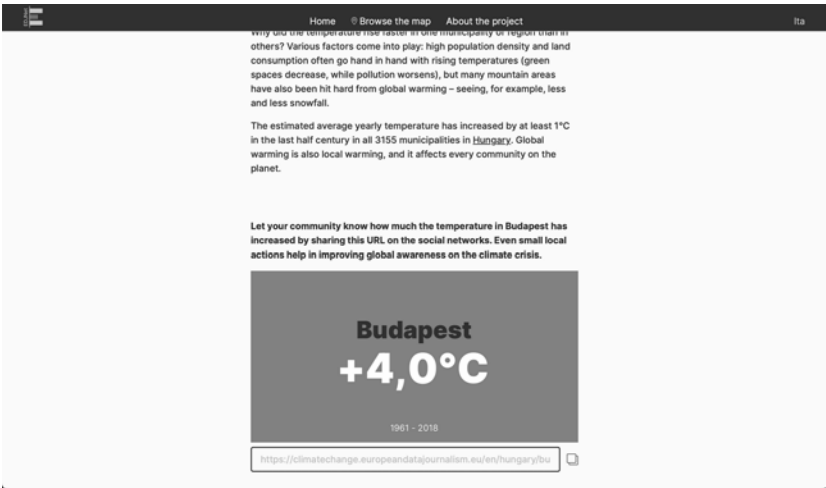 Home Browse the map About the project Ita
Why did the temperature rise faster in one municipality or region than in
others? Various factors come into play: high population density and land
consumption often go hand in hand with rising temperatures (green
spaces decrease, while pollution worsens), but many mountain areas
have also been hit hard from global warming – seeing, for example, less
and less snowfall.
The estimated average yearly temperature has increased by at least 1°C
in the last half century in all 3155 municipalities in Hungary. Global
warming is also local warming, and it affects every community on the
planet.
Let your community know how much the temperature in Budapest has
increased by sharing this URL on the social networks. Even small local
actions help in improving global awareness on the climate crisis.
Budapest
+4,0°C
1961 - 2018
https://climatechange.europeandatajournalism.eu/en/hungary/bu